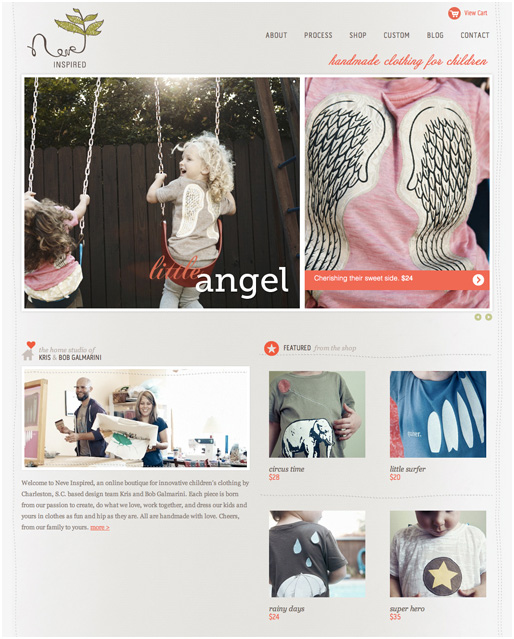 View Cart
Neve
INSPIRED
ABOUT PROCESS SHOP CUSTOM BLOG CONTACT
handmade clothing for children
little
angel
Cherishing their sweet side. $24
the home studio of
KRIS & BOB GALMARINI
FEATURED from the shop
Welcome to Neve Inspired, an online boutique for innovative children's clothing by
Charleston, S.C. based design team Kris and Bob Galmarini. Each piece is born
from our passion to create, do what we love, work together, and dress our kids and
yours in clothes as fun and hip as they are. All are handmade with love. Cheers,
from our family to yours. more >
circus time
$28
little surfer
$20
rainy days
$24
super hero
$35